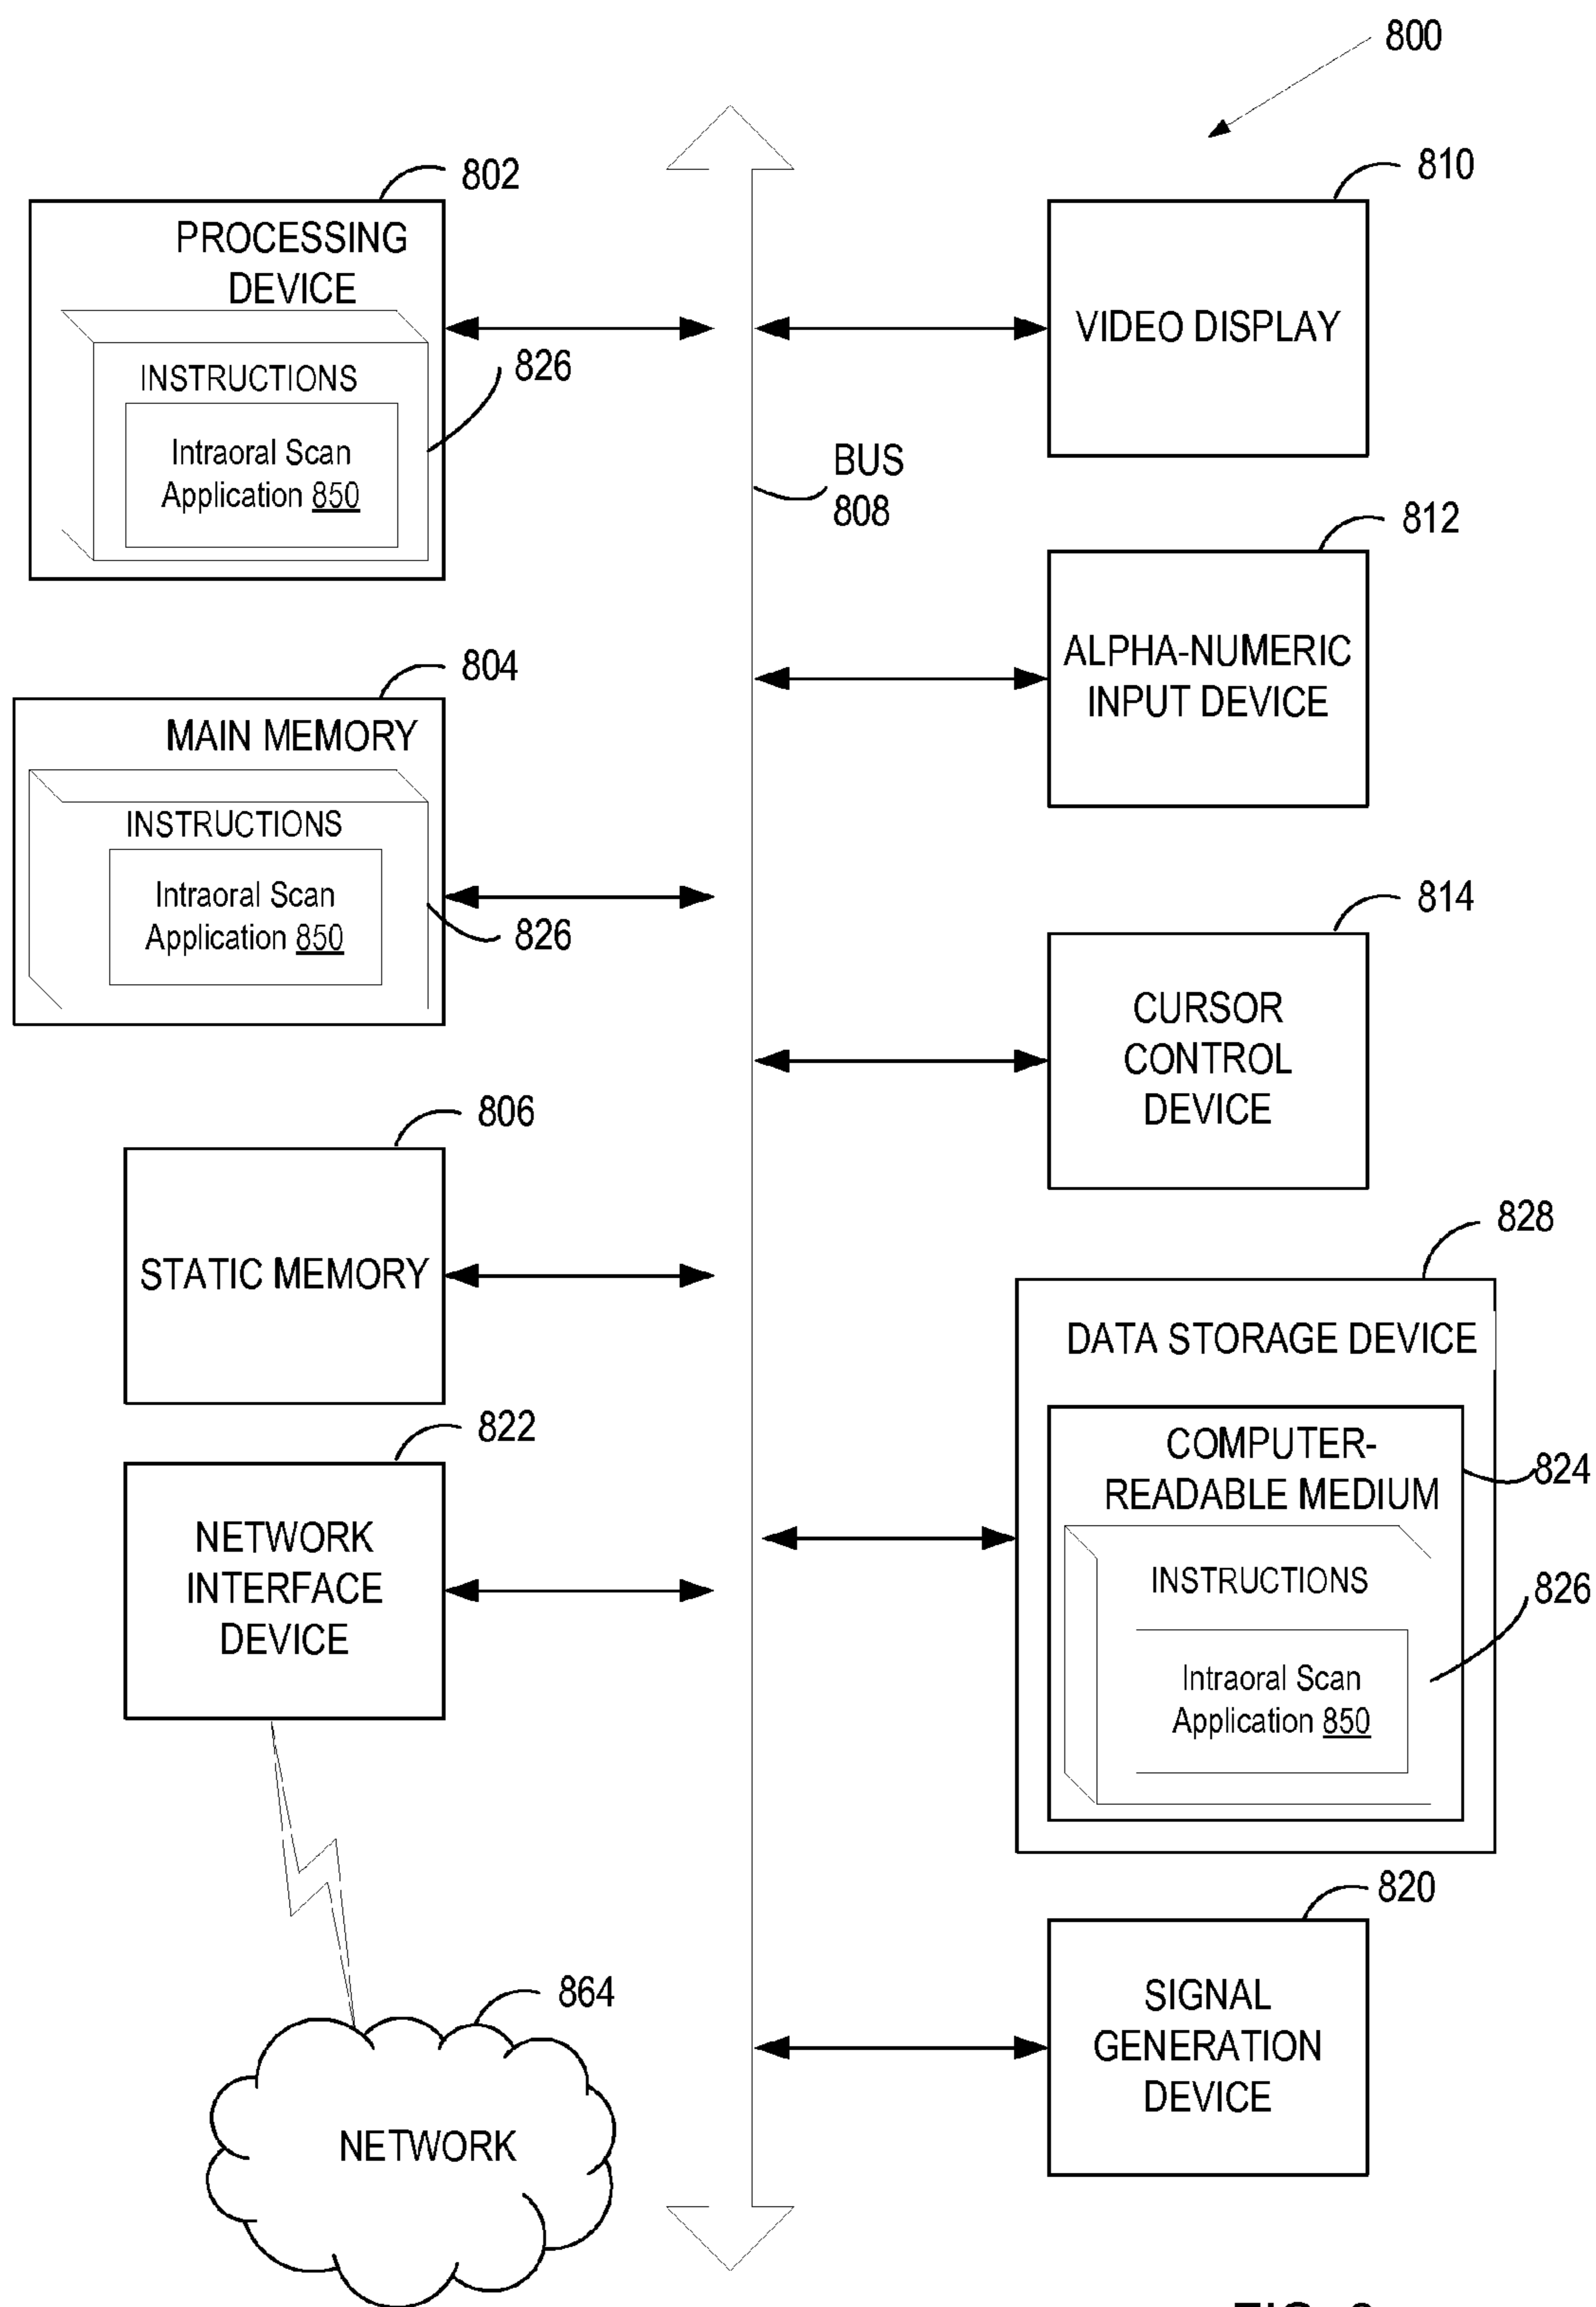 800
802
PROCESSING
DEVICE
INSTRUCTIONS
826
Intraoral Scan
Application 850
804
MAIN MEMORY
INSTRUCTIONS
Intraoral Scan
Application 850
826
806
STATIC MEMORY
822
NETWORK
INTERFACE
DEVICE
864
NETWORK
BUS
808
810
VIDEO DISPLAY
812
ALPHA-NUMERIC
INPUT DEVICE
814
CURSOR
CONTROL
DEVICE
828
DATA STORAGE DEVICE
COMPUTER-
READABLE MEDIUM
824
INSTRUCTIONS
826
Intraoral Scan
Application 850
820
SIGNAL
GENERATION
DEVICE